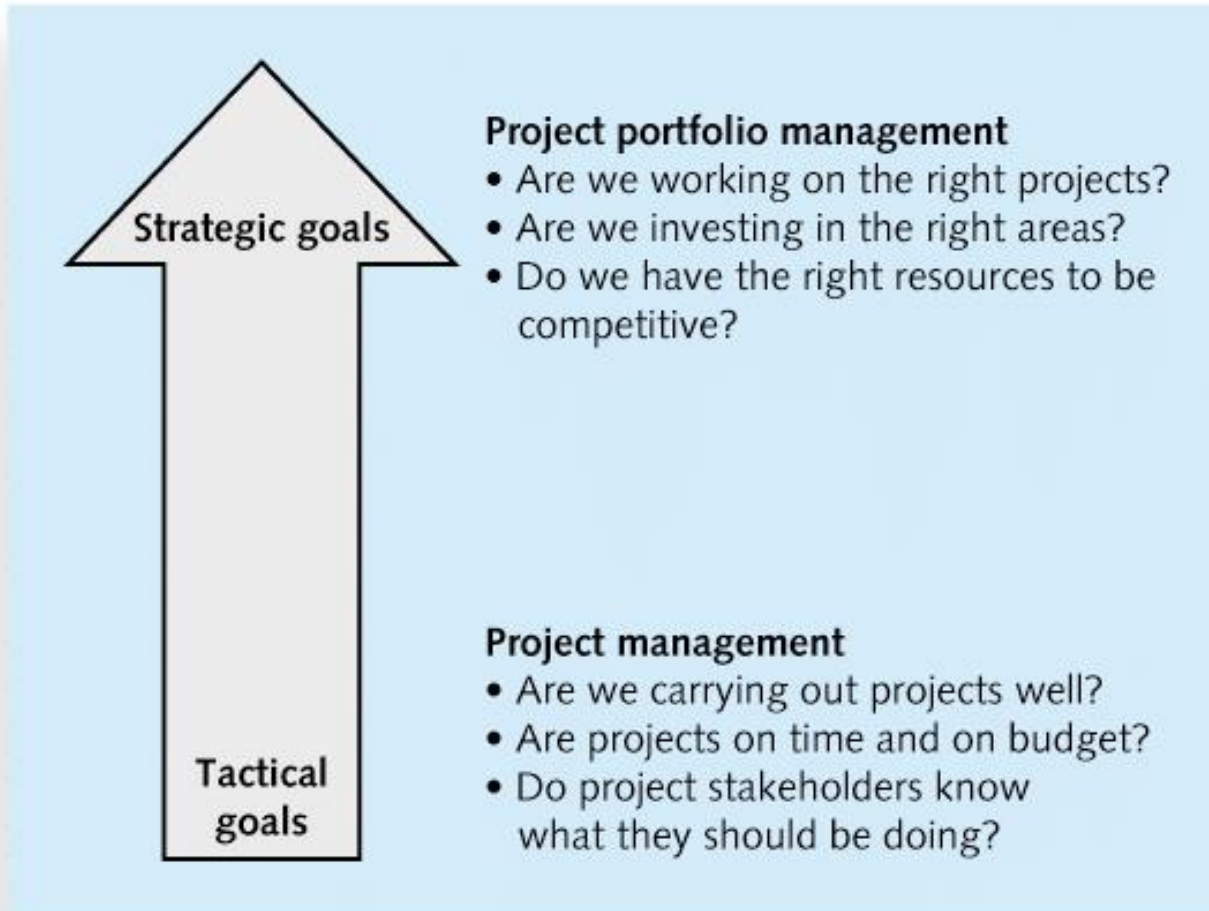 Strategic goals
Project portfolio management
• Are we working on the right projects?
• Are we investing in the right areas?
• Do we have the right resources to be
competitive?
Tactical
goals
Project management
• Are we carrying out projects well?
• Are projects on time and on budget?
• Do project stakeholders know
what they should be doing?